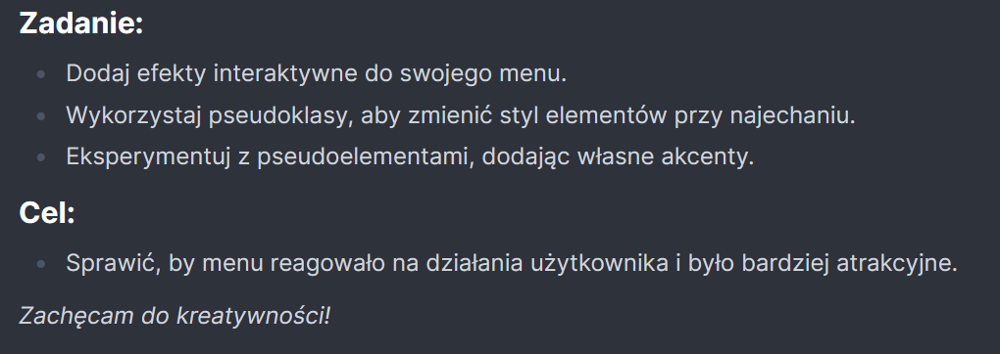 Zadanie:
Dodaj efekty interaktywne do swojego menu.
Wykorzystaj pseudoklasy, aby zmienić styl elementów przy najechaniu.
Eksperymentuj z pseudoelementami, dodając własne akcenty.
Cel:
Sprawić, by menu reagowało na działania użytkownika i było bardziej atrakcyjne.
Zachęcam do kreatywności!